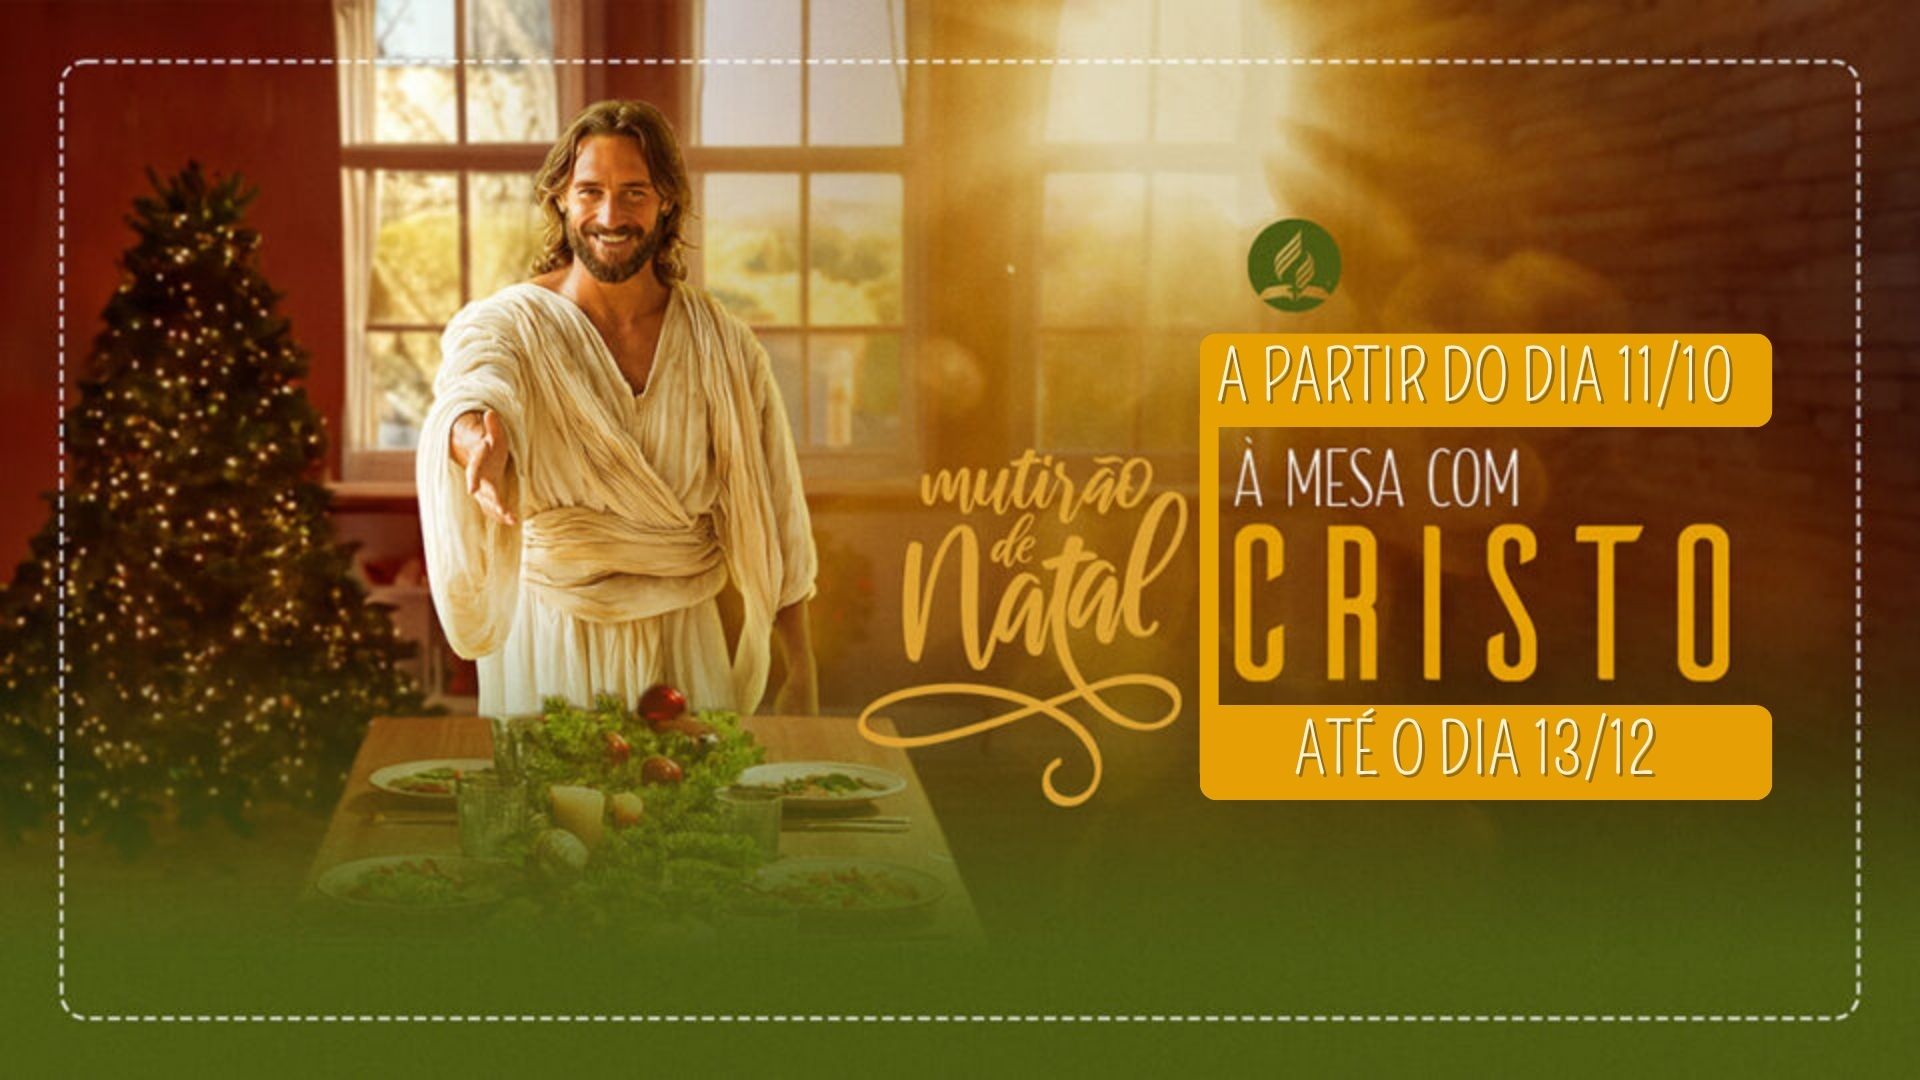 mutirão
de
Natal
A PARTIR DO DIA 11/10
À MESA COM
CRISTO
ATÉ O DIA 13/12